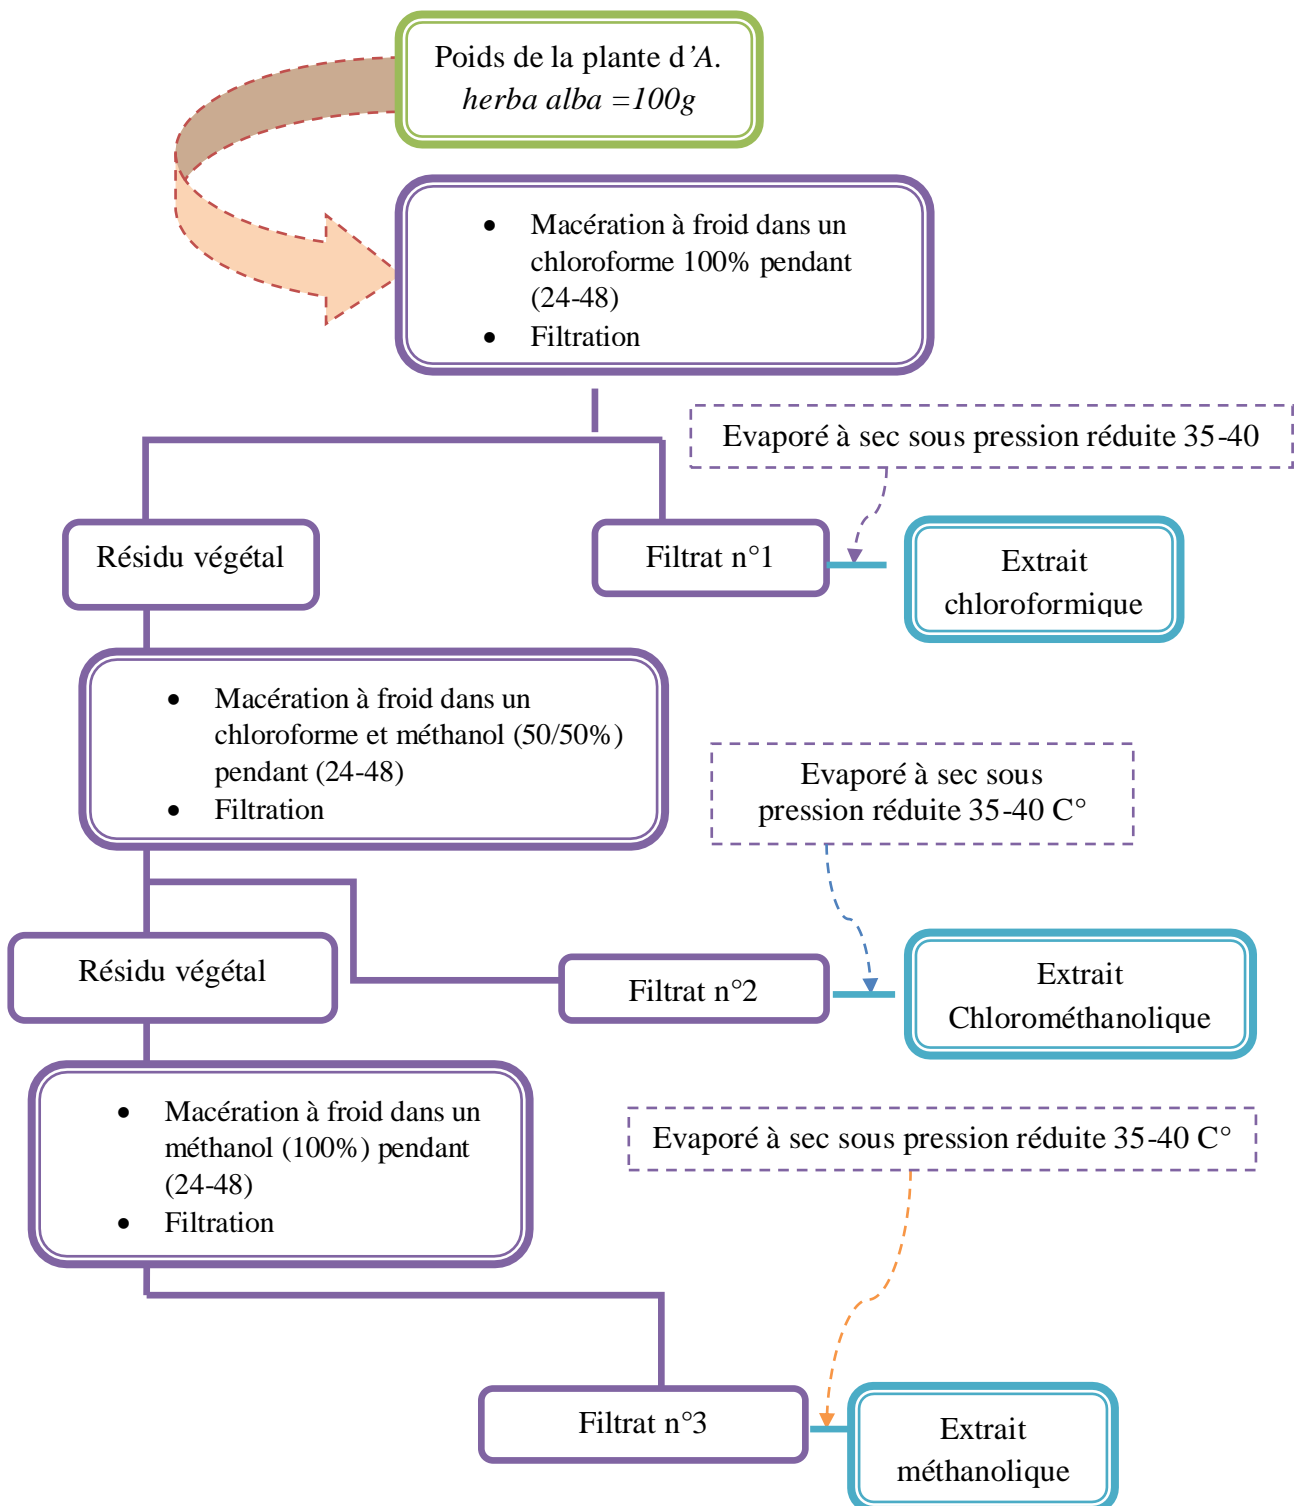 Poids de la plante d’A.
herba alba =100g
• Macération à froid dans un
chloroforme 100% pendant
(24-48)
• Filtration
Evaporé à sec sous pression réduite 35-40
Résidu végétal
Filtrat n°1
Extrait
chloroformique
• Macération à froid dans un
chloroforme et méthanol (50/50%)
pendant (24-48)
• Filtration
Evaporé à sec sous
pression réduite 35-40 C°
Résidu végétal
Filtrat n°2
Extrait
Chlorométhanolique
• Macération à froid dans un
méthanol (100%) pendant
(24-48)
• Filtration
Evaporé à sec sous pression réduite 35-40 C°
Filtrat n°3
Extrait
méthanolique